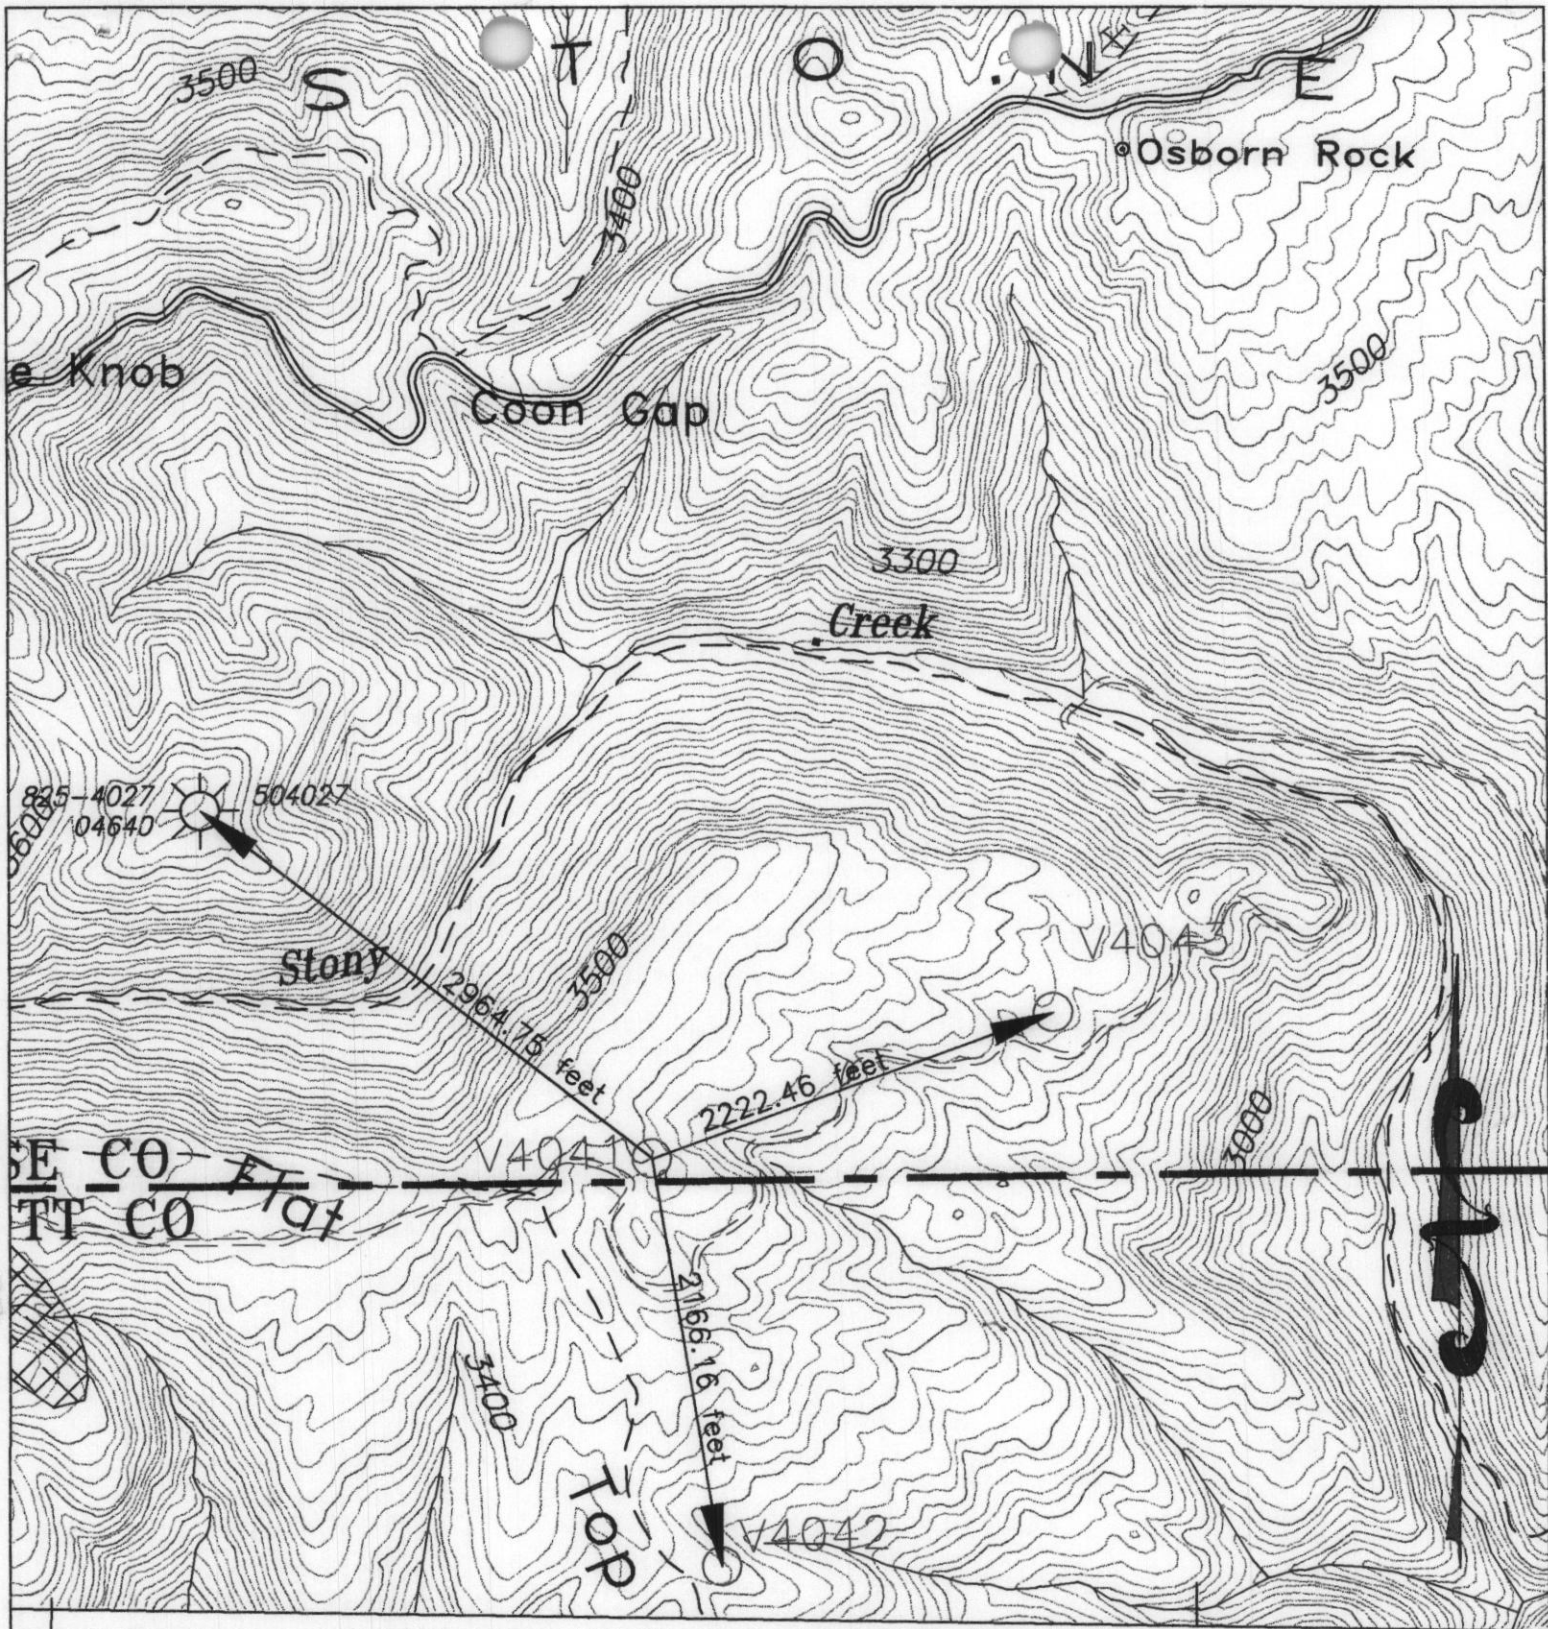 S T O N E
3500
3400
Osborn Rock
e Knob
Coon Gap
3500
3300
Creek
825-4027
504027
04640
3600
Stony
V4043
3500
2964.75 feet
2222.46 feet
3000
V4041
SE CO
Flat
TT CO
2166.16 feet
3400
Top
V4042